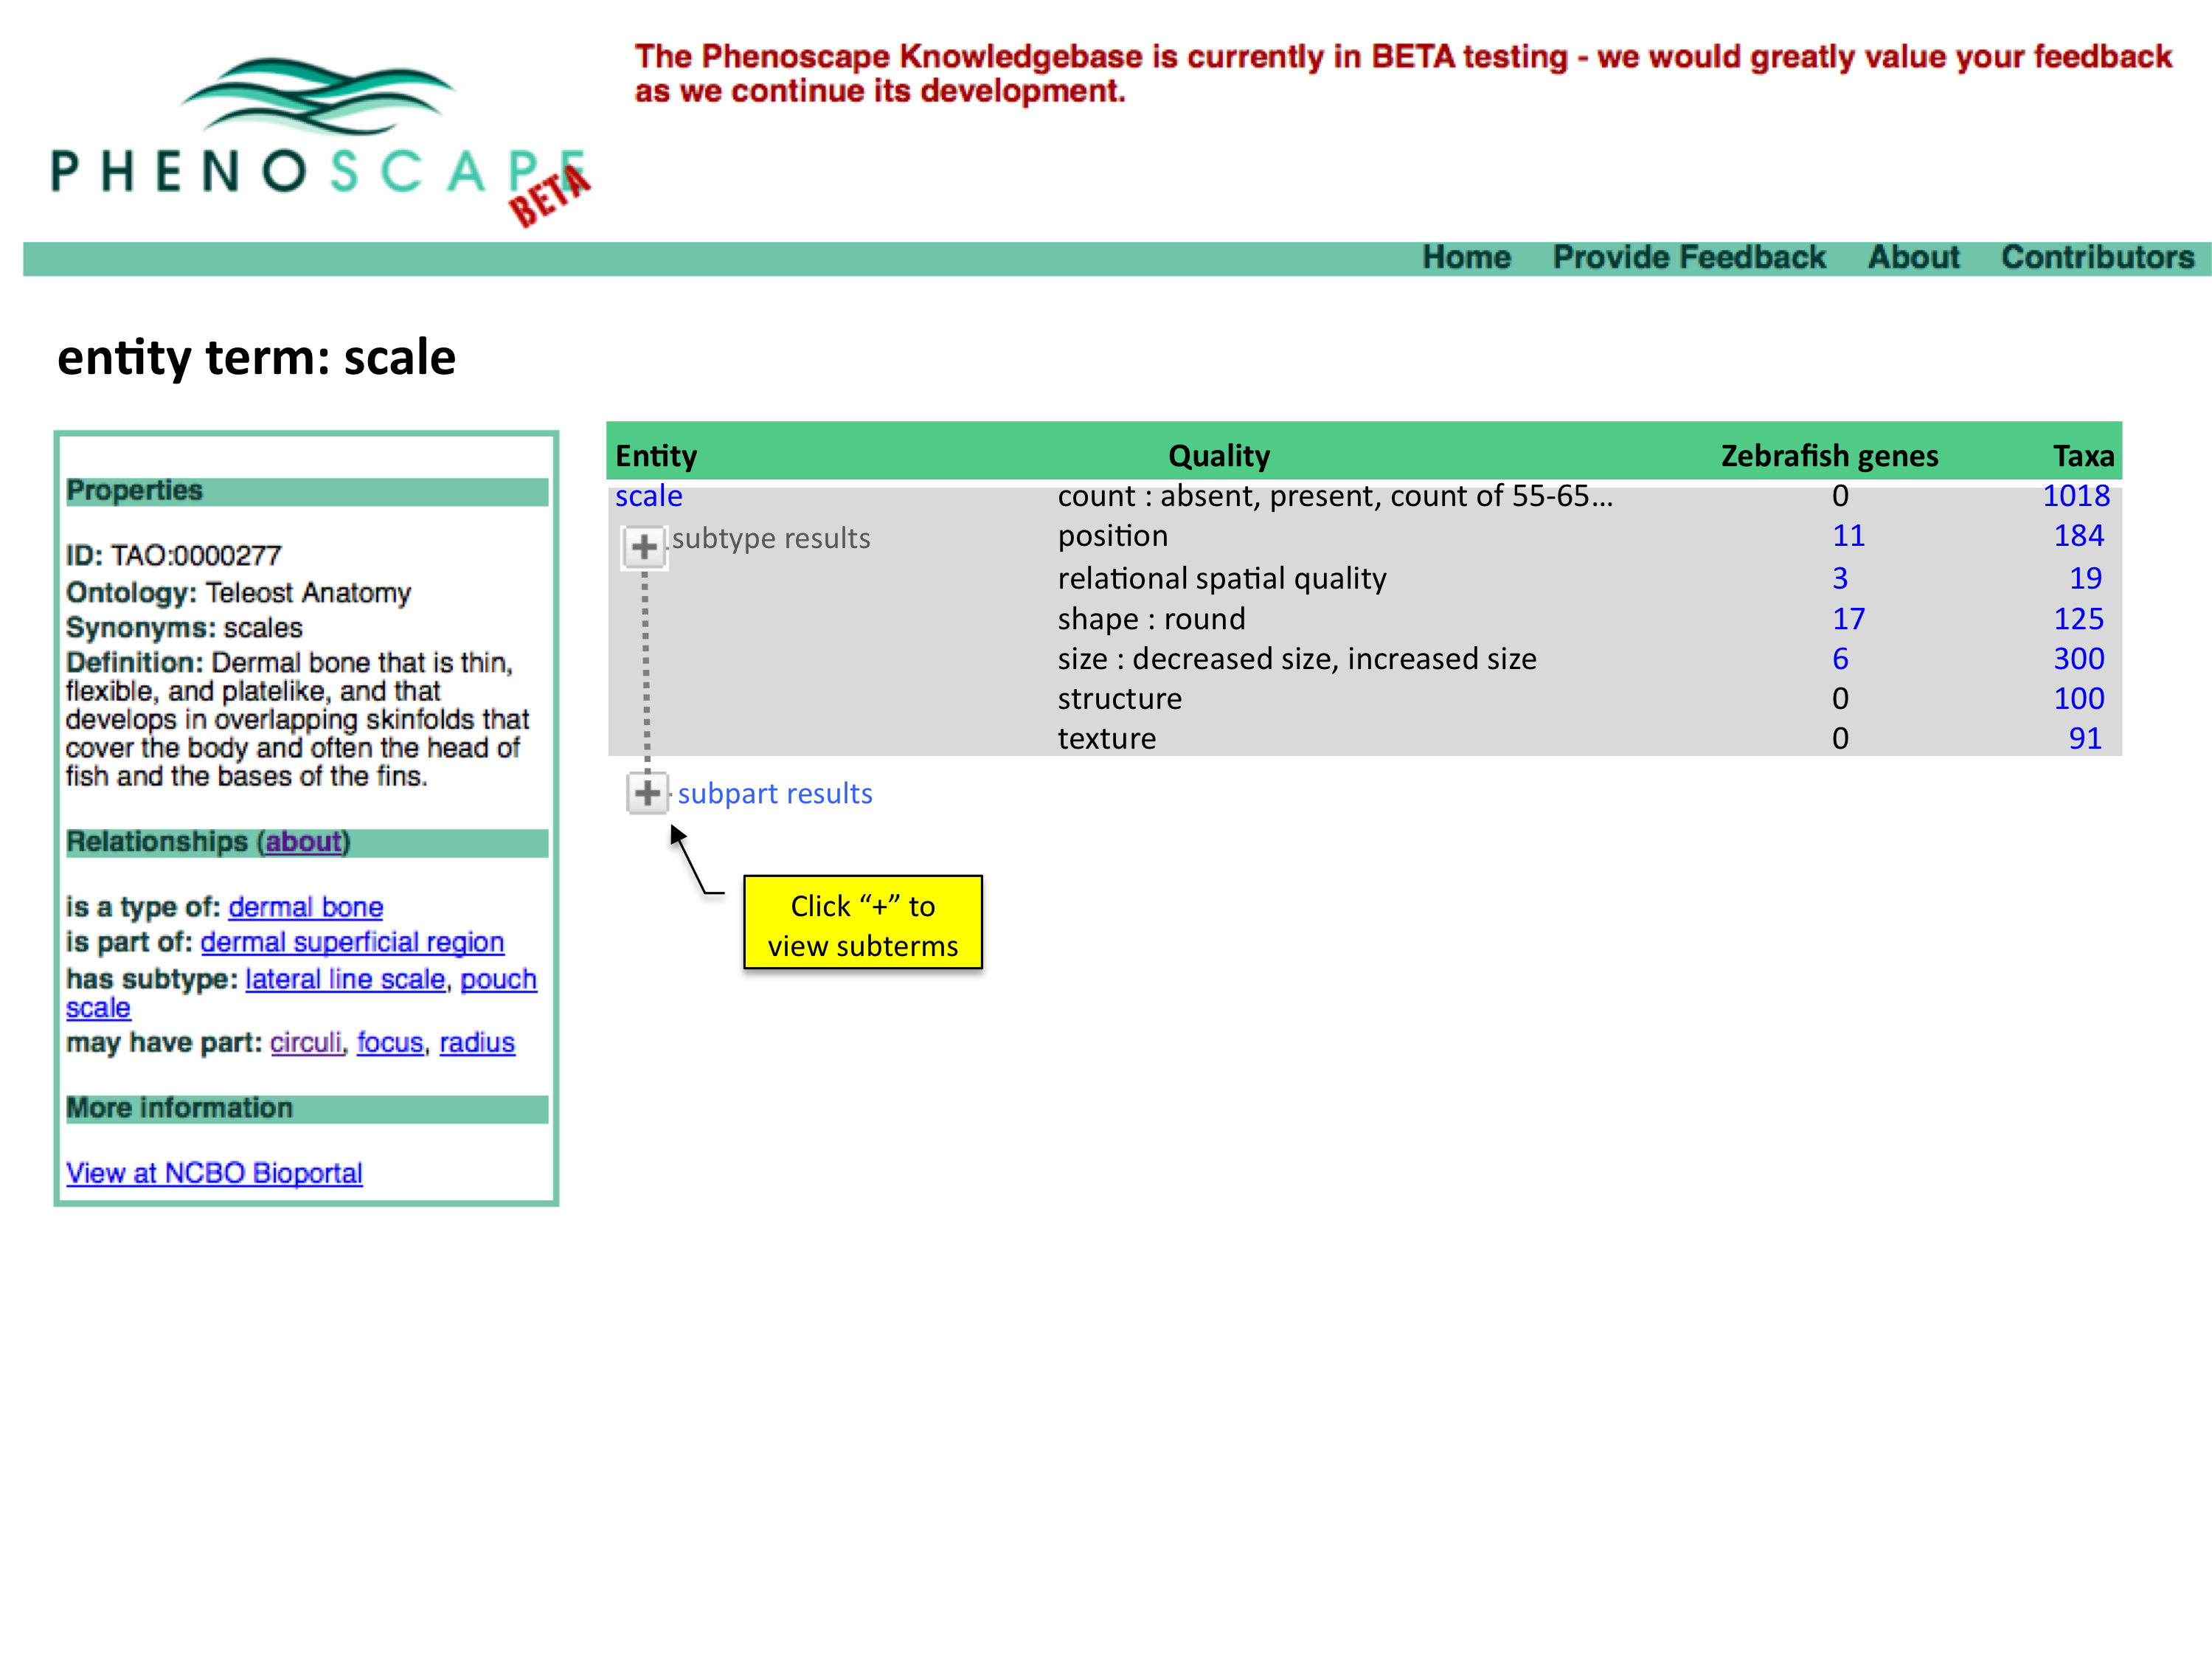 The Phenoscape Knowledgebase is currently in BETA testing - we would greatly value your feedback
as we continue its development.
PHENOSCAPE
BETA
Home Provide Feedback About Contributors
entity term: scale
Properties
ID: TAO:0000277
Ontology: Teleost Anatomy
Synonyms: scales
Definition: Dermal bone that is thin,
flexible, and platelike, and that
develops in overlapping skinfolds that
cover the body and often the head of
fish and the bases of the fins.
Relationships (about)
is a type of: dermal bone
is part of: dermal superficial region
has subtype: lateral line scale, pouch
scale
may have part: circuli, focus, radius
More information
View at NCBO Bioportal
Entity Quality Zebrafish genes Taxa
scale count : absent, present, count of 55-65... 0 1018
subtype results position 11 184
relational spatial quality 3 19
shape : round 17 125
size : decreased size, increased size 6 300
structure 0 100
texture 0 91
subpart results
Click “+” to
view subterms